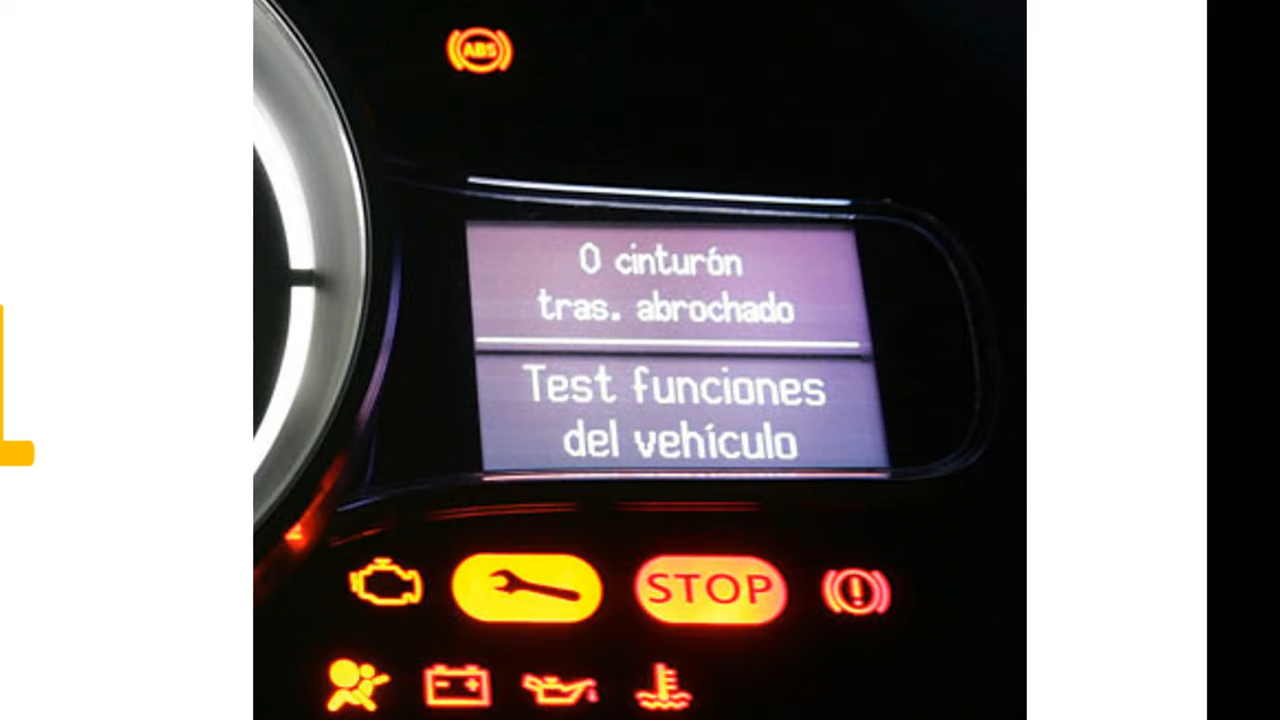 ABS
0 cinturón
tras. abrochado
Test funciones
del vehículo
STOP